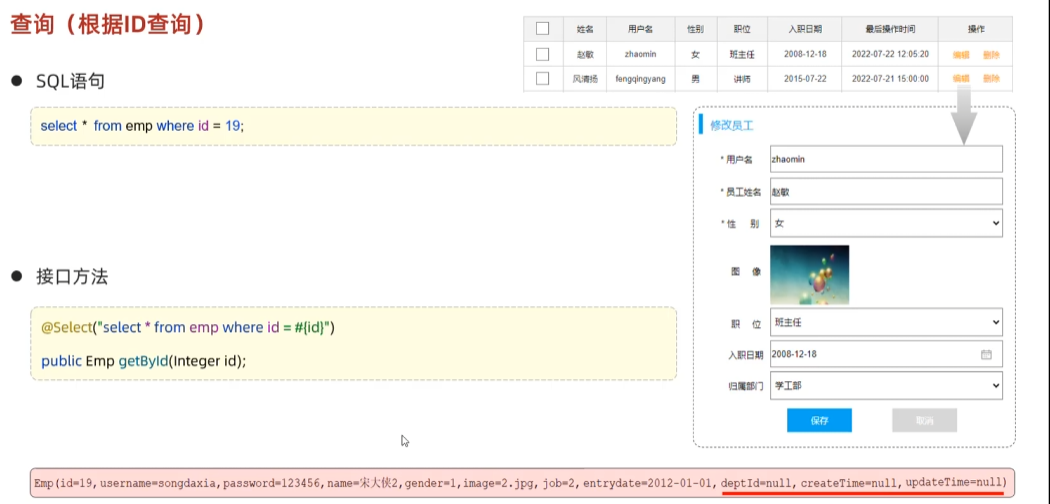 查询（根据ID查询）
SQL语句
select * from emp where id = 19;
接口方法
@Select("select * from emp where id = #{id}")
public Emp getById(Integer id);
姓名 用户名 性别 职位 入职日期 最后操作时间 操作
赵敏 zhaomin 女 班主任 2008-12-18 2022-07-22 12:05:20 编辑 删除
风清扬 fengqingyang 男 讲师 2015-07-22 2022-07-21 15:00:00 编辑 删除
修改员工
* 用户名 zhaomin
* 员工姓名 赵敏
* 性 别 女
图 像
职 位 班主任
入职日期 2008-12-18
归属部门 学工部
保存 取消
Emp(id=19, username=songdaxia, password=123456, name=宋大侠2, gender=1, image=2.jpg, job=2, entrydate=2012-01-01, deptId=null, createTime=null, updateTime=null)